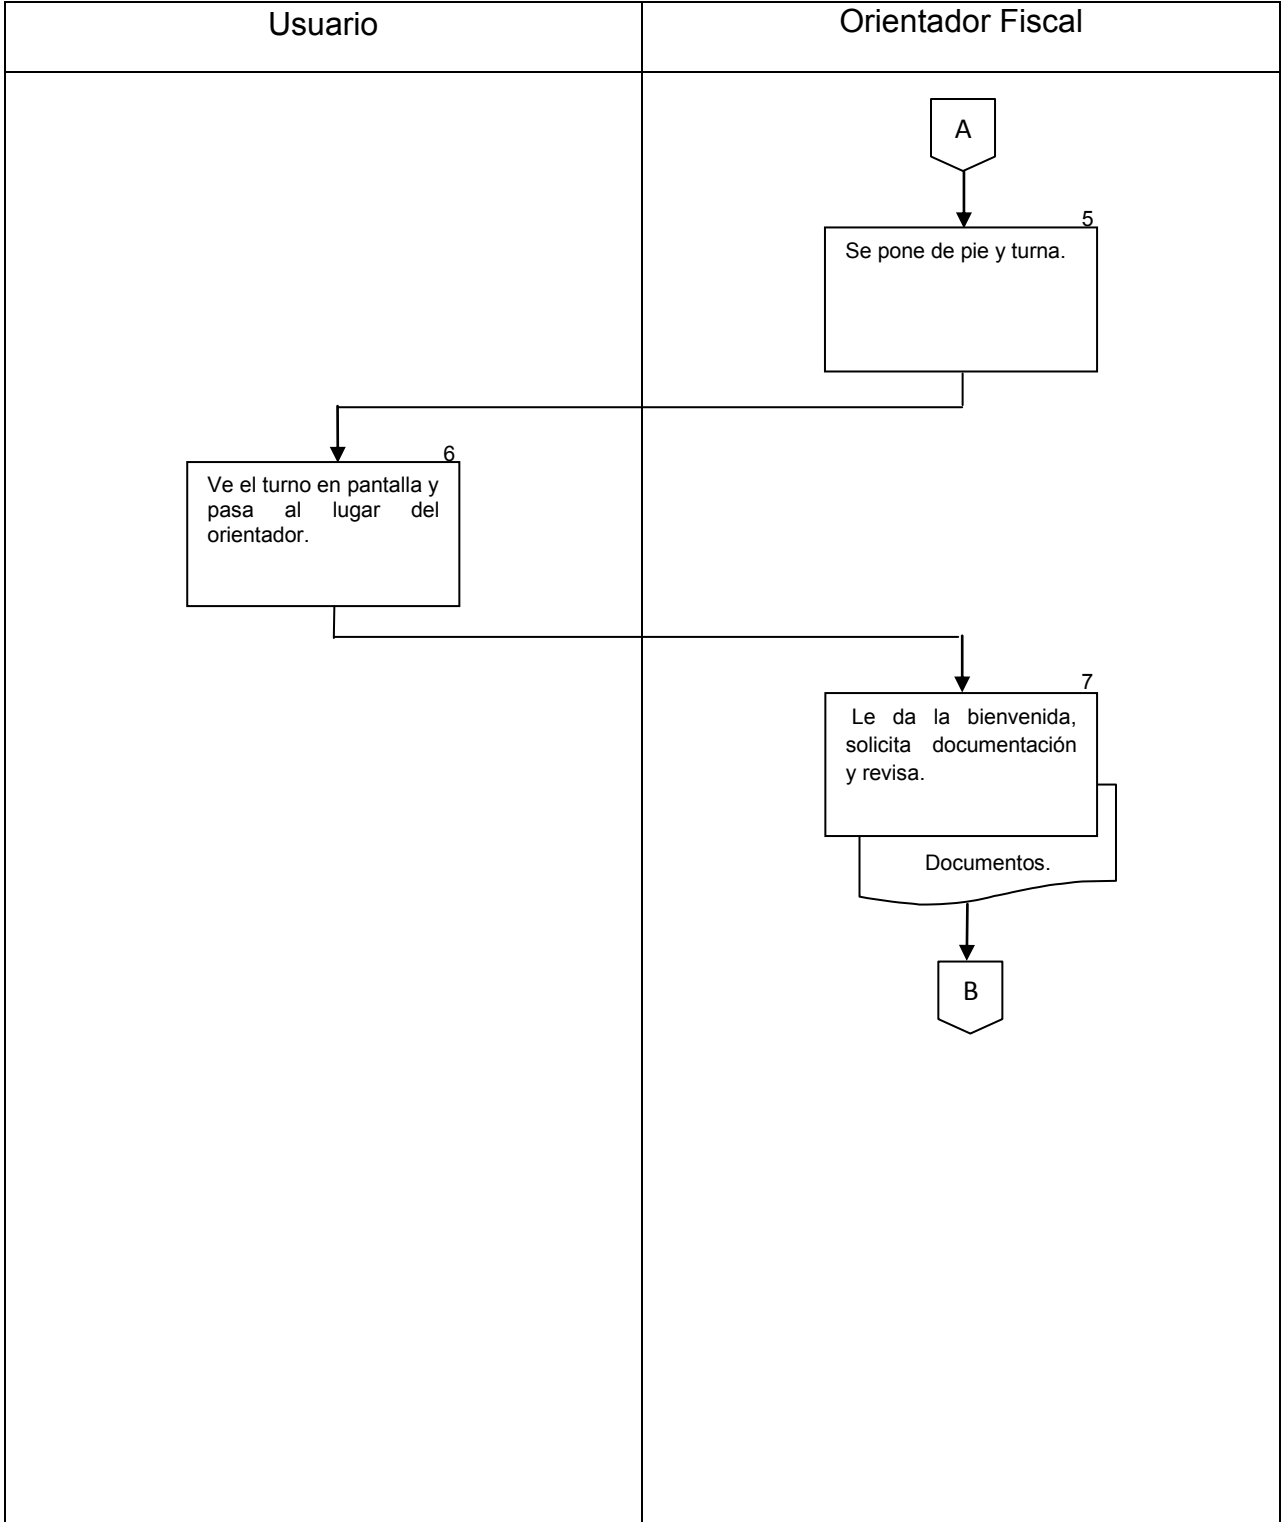 Usuario
Orientador Fiscal
A
5
Se pone de pie y turna.
6
Ve el turno en pantalla y
pasa al lugar del
orientador.
7
Le da la bienvenida,
solicita documentación
y revisa.
Documentos.
B